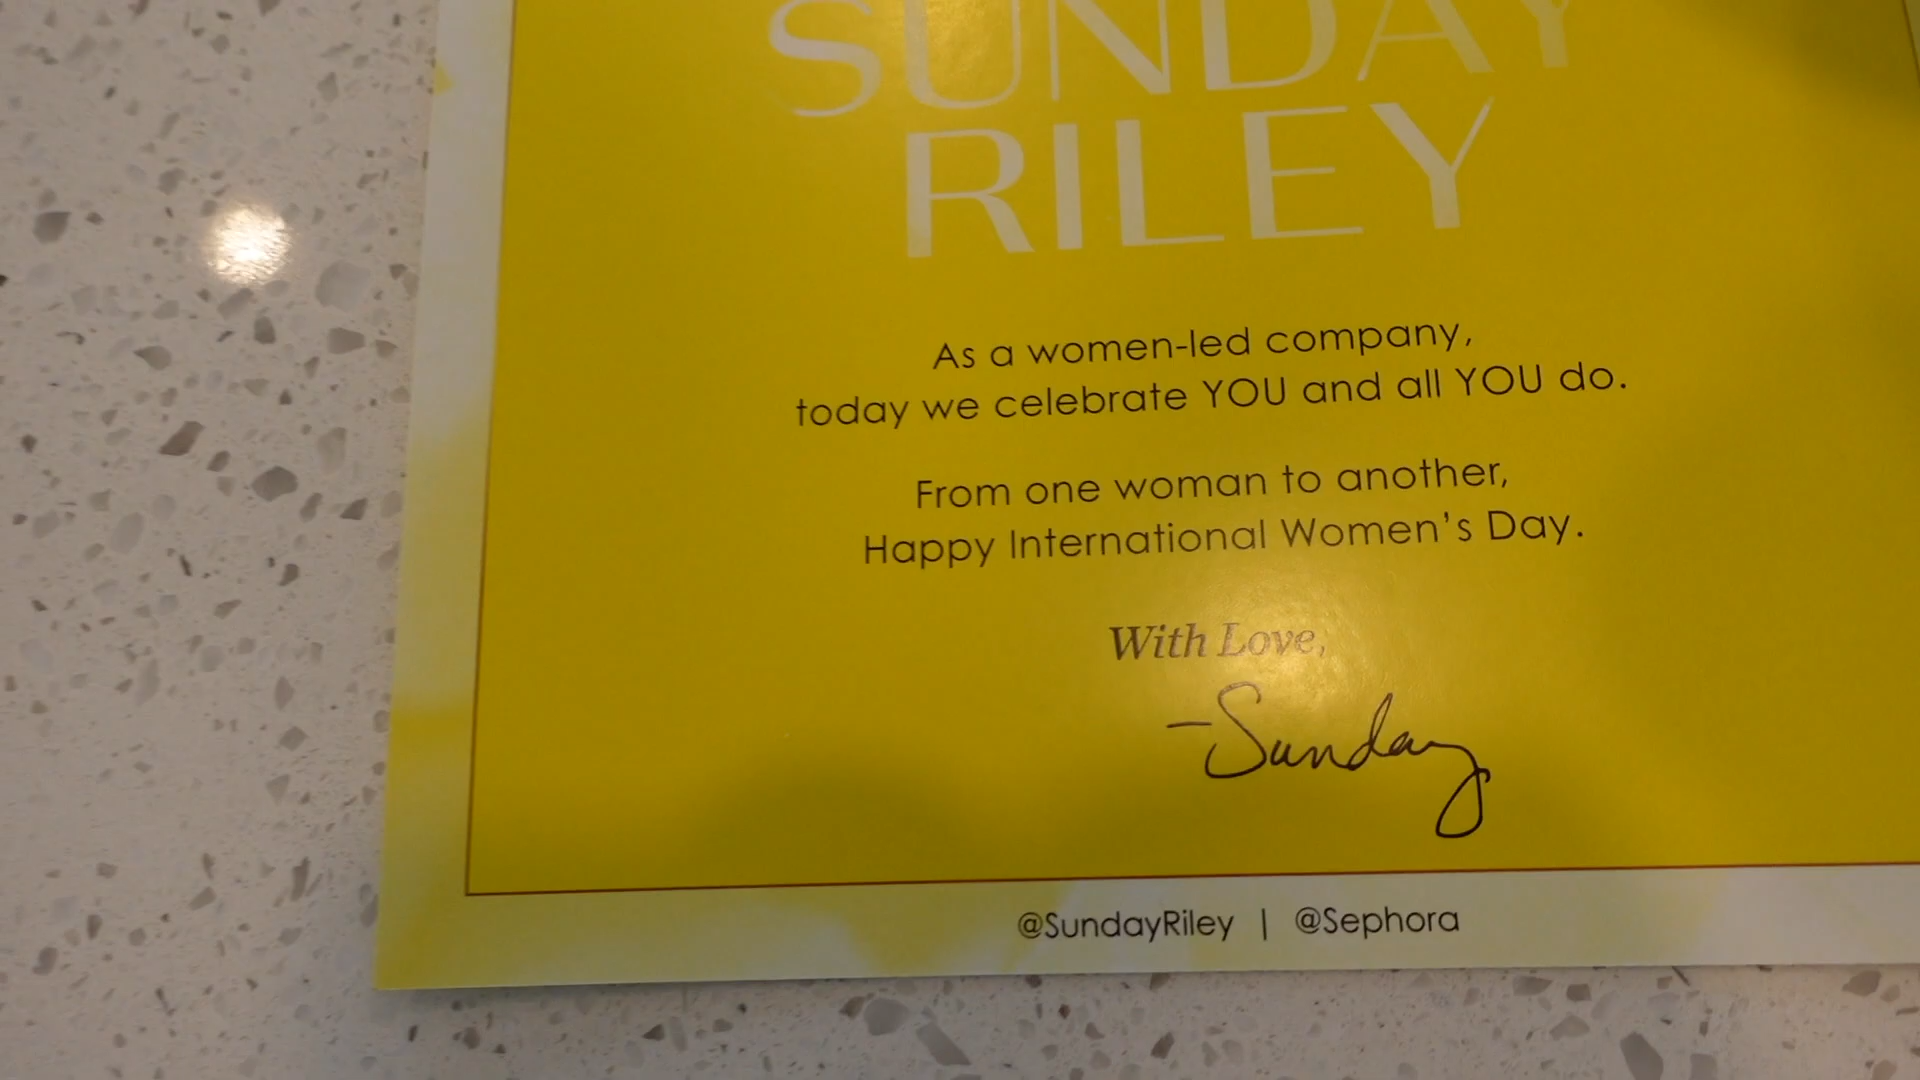 SUNDAY
RILEY
As a women-led company,
today we celebrate YOU and all YOU do.
From one woman to another,
Happy International Women's Day.
With Love,
-Sunday
@SundayRiley | @Sephora